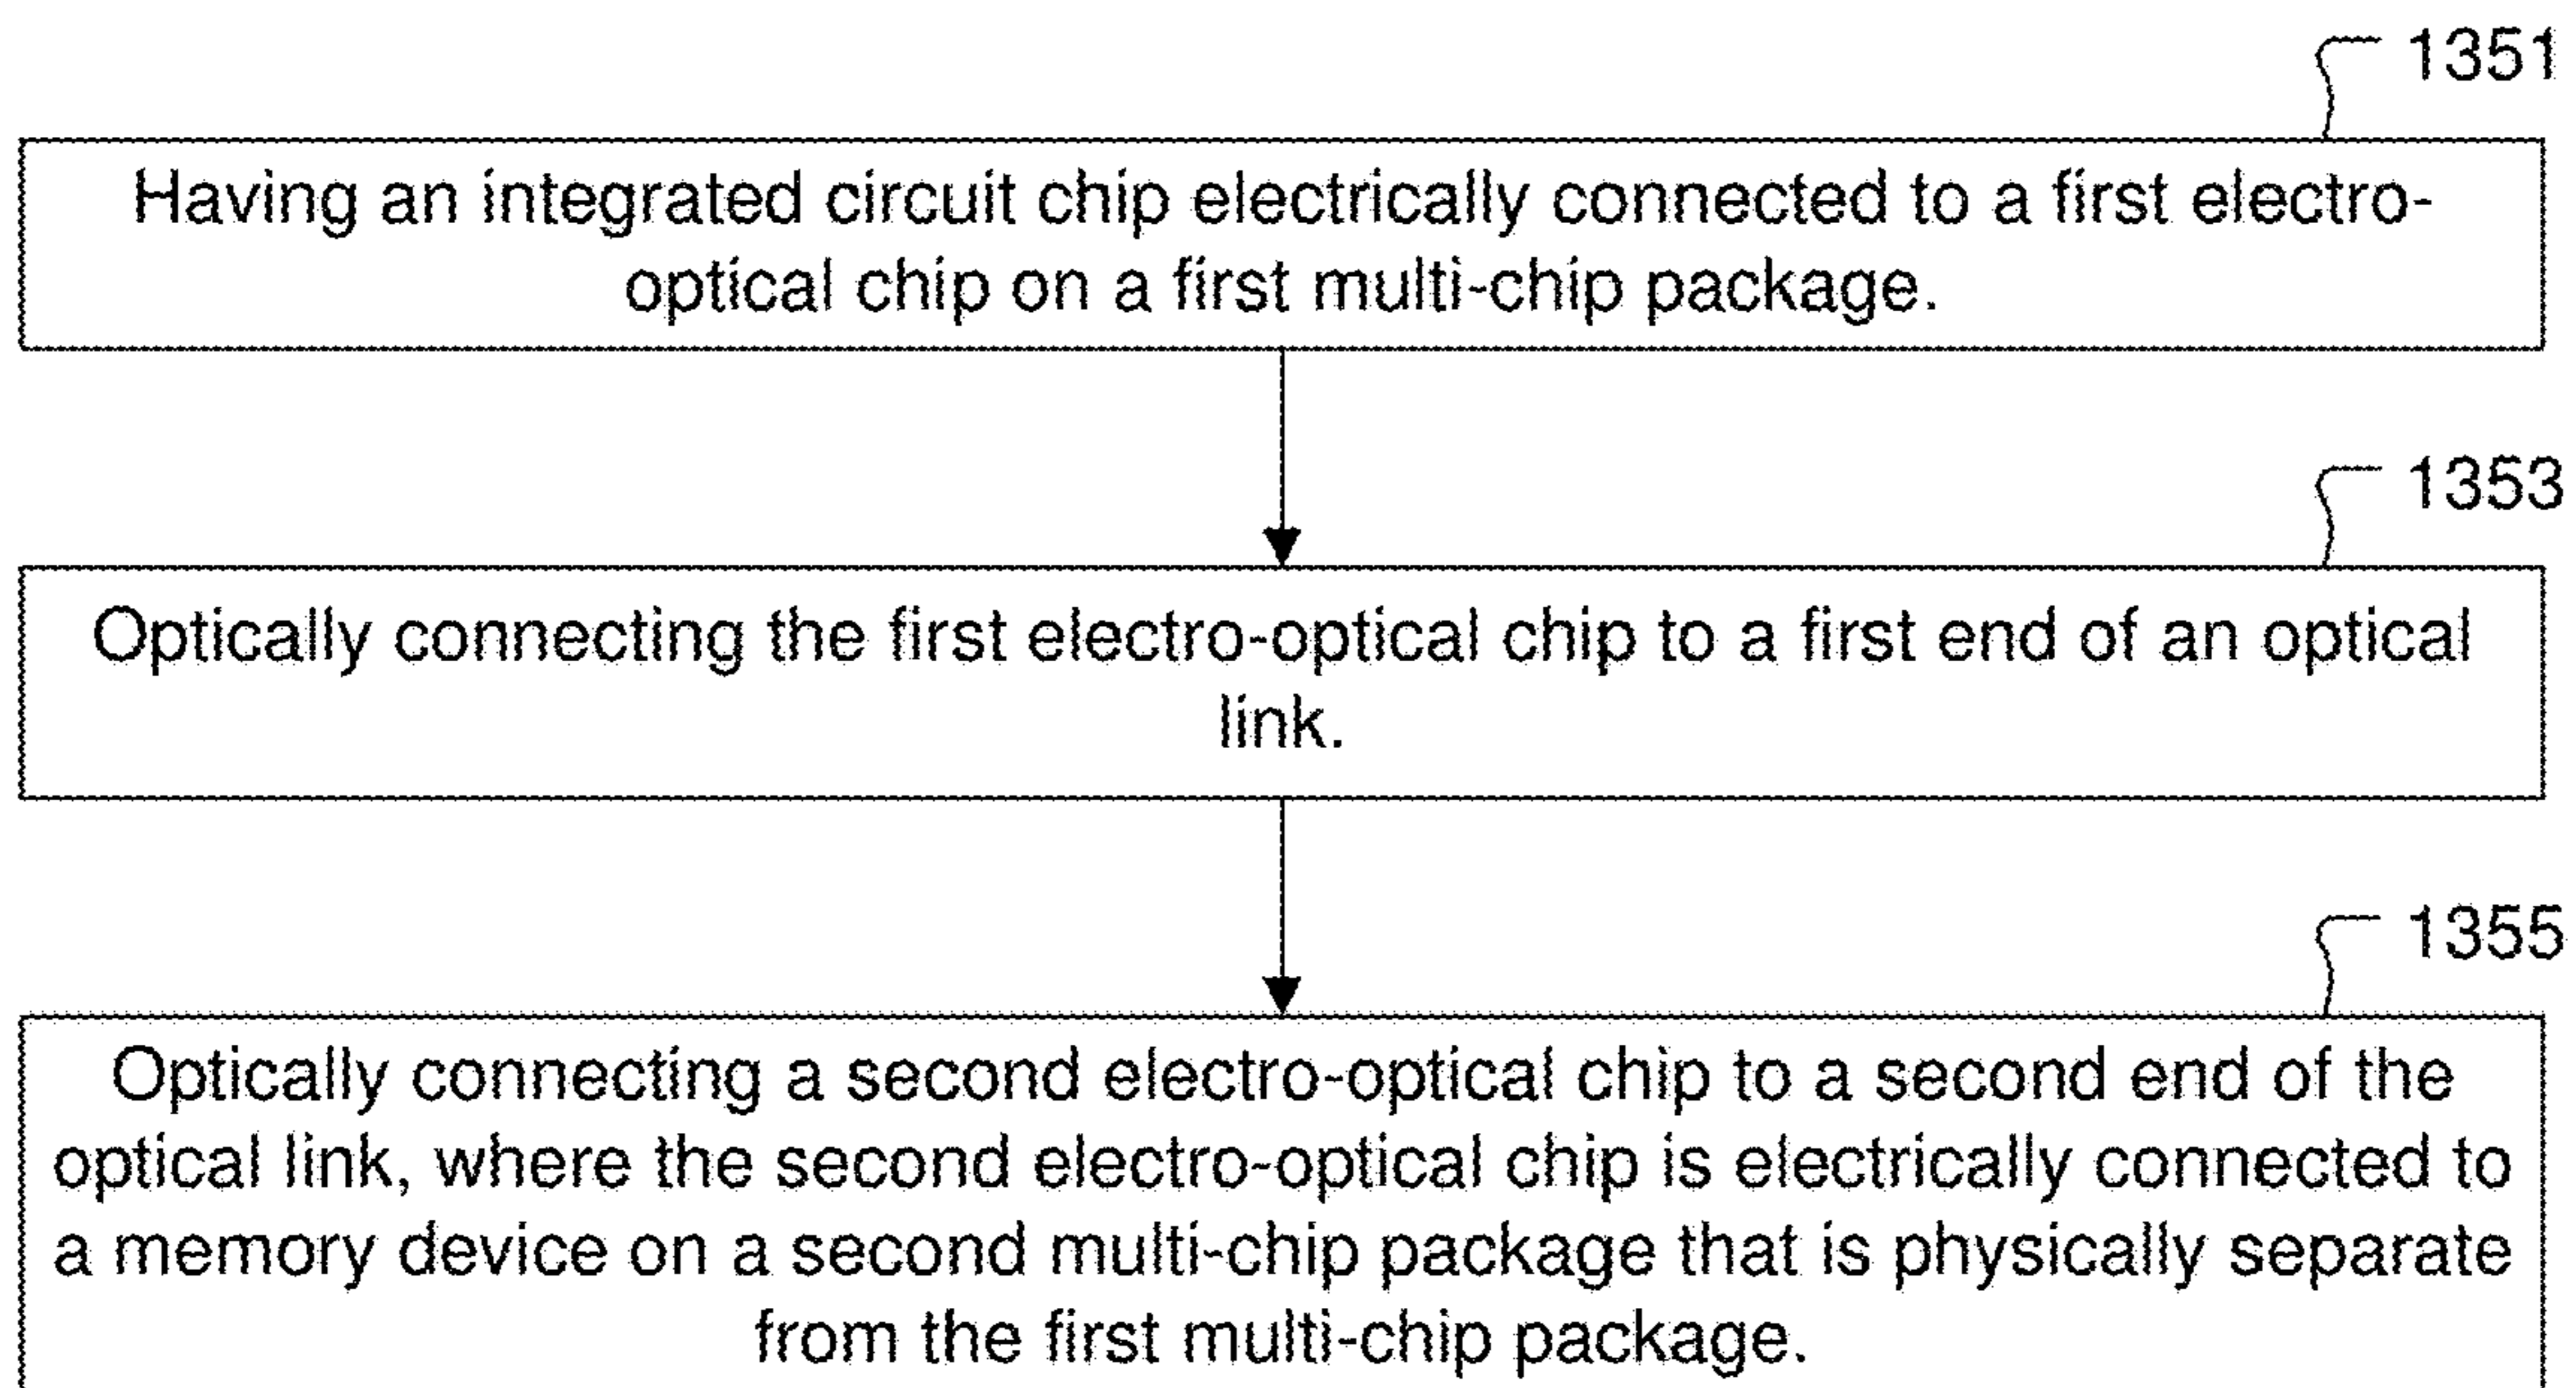 1351
Having an integrated circuit chip electrically connected to a first electro-
optical chip on a first multi-chip package.
1353
Optically connecting the first electro-optical chip to a first end of an optical
link.
1355
Optically connecting a second electro-optical chip to a second end of the
optical link, where the second electro-optical chip is electrically connected to
a memory device on a second multi-chip package that is physically separate
from the first multi-chip package.